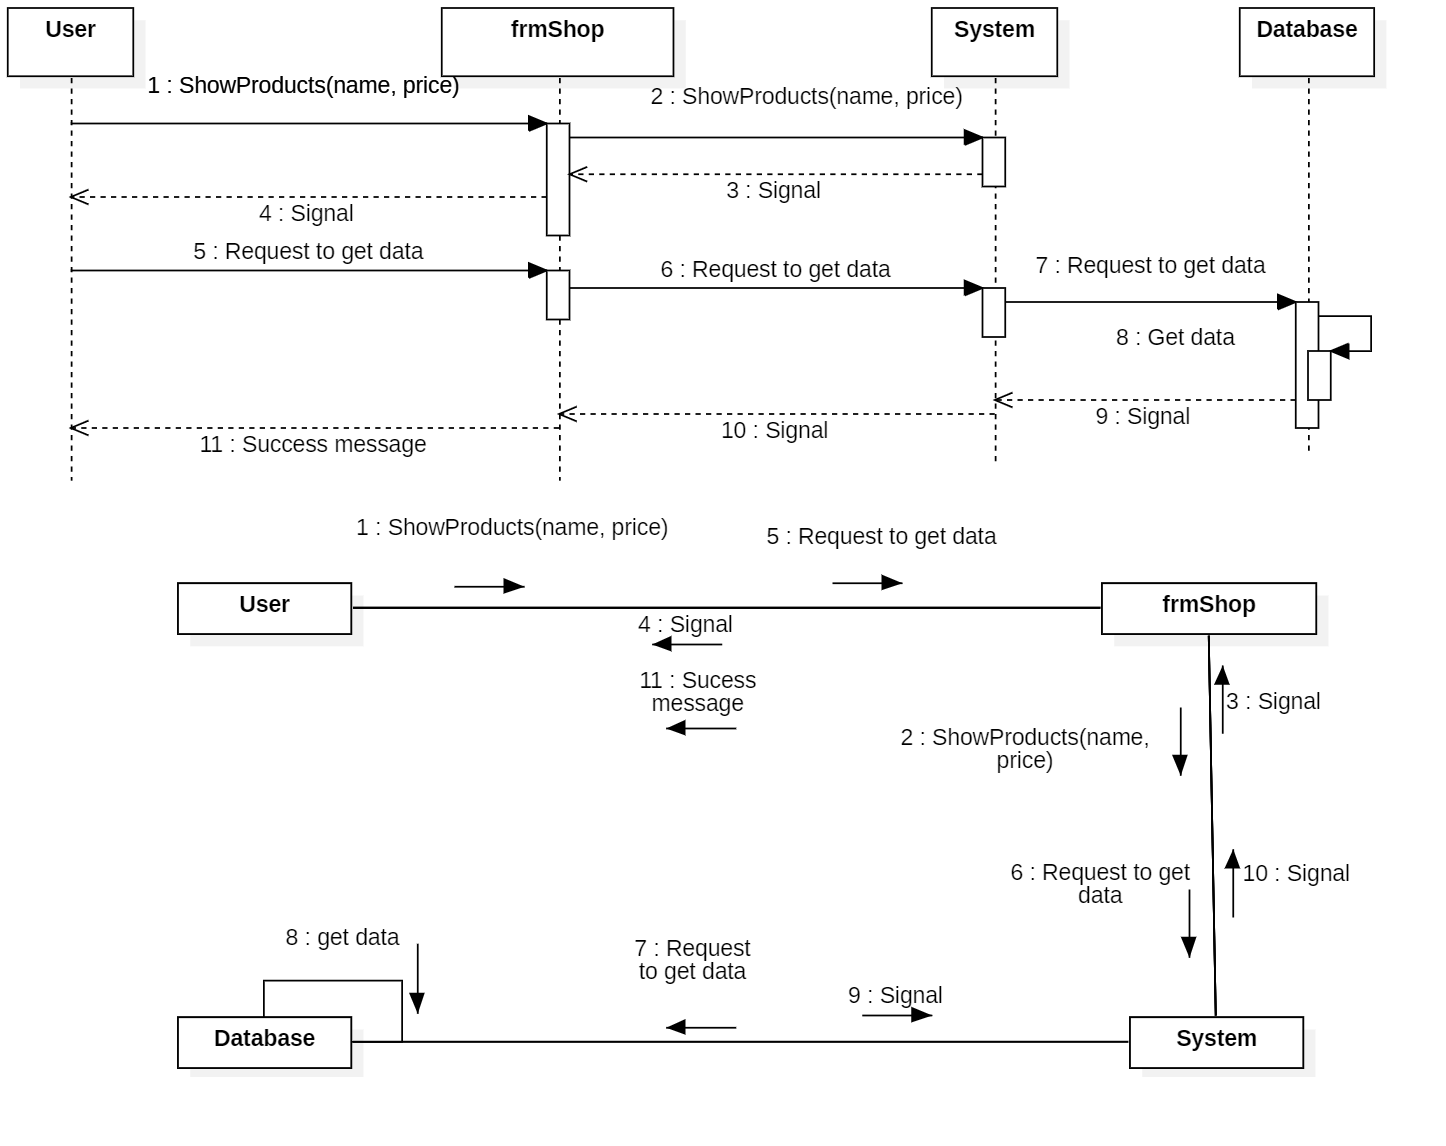 User
frmShop
System
Database
1 : ShowProducts(name, price)
2 : ShowProducts(name, price)
3 : Signal
4 : Signal
5 : Request to get data
6 : Request to get data
7 : Request to get data
8 : Get data
9 : Signal
10 : Signal
11 : Success message
1 : ShowProducts(name, price)
5 : Request to get data
User
frmShop
4 : Signal
11 : Sucess
message
3 : Signal
2 : ShowProducts(name,
price)
6 : Request to get
data
10 : Signal
8 : get data
7 : Request
to get data
9 : Signal
Database
System